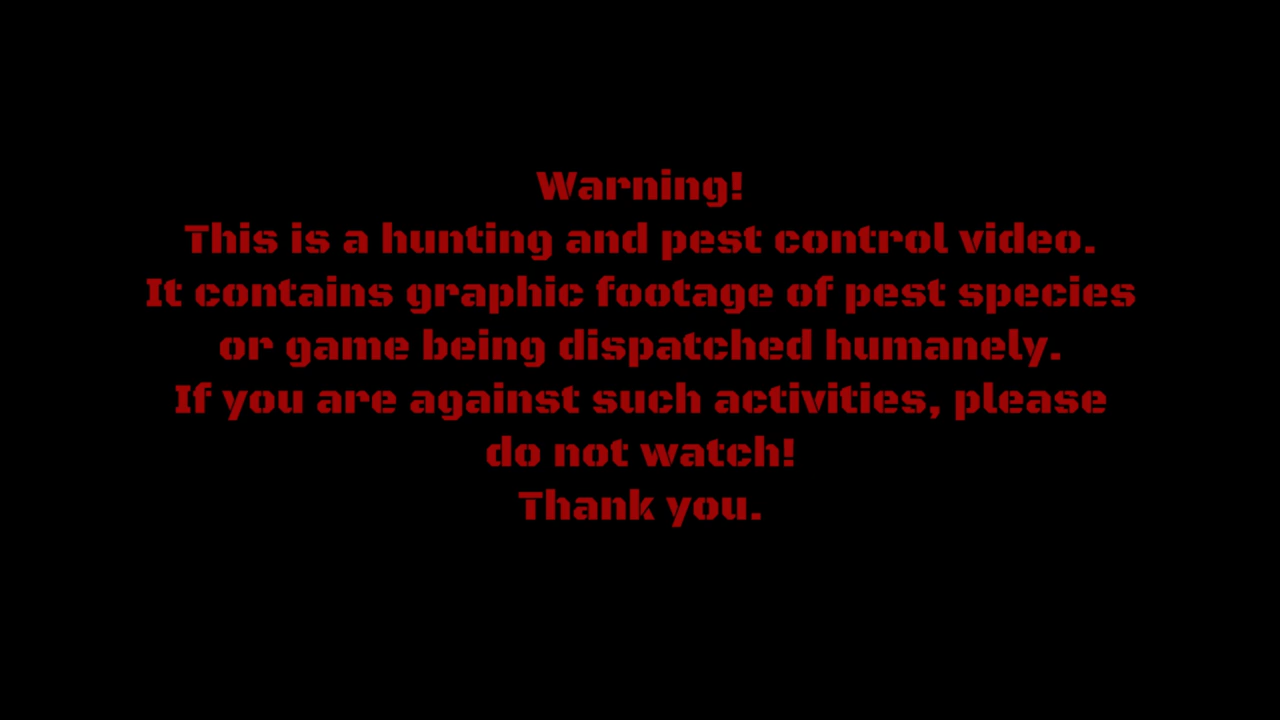 Warning!
This is a hunting and pest control video.
It contains graphic footage of pest species
or game being dispatched humanely.
If you are against such activities, please
do not watch!
Thank you.